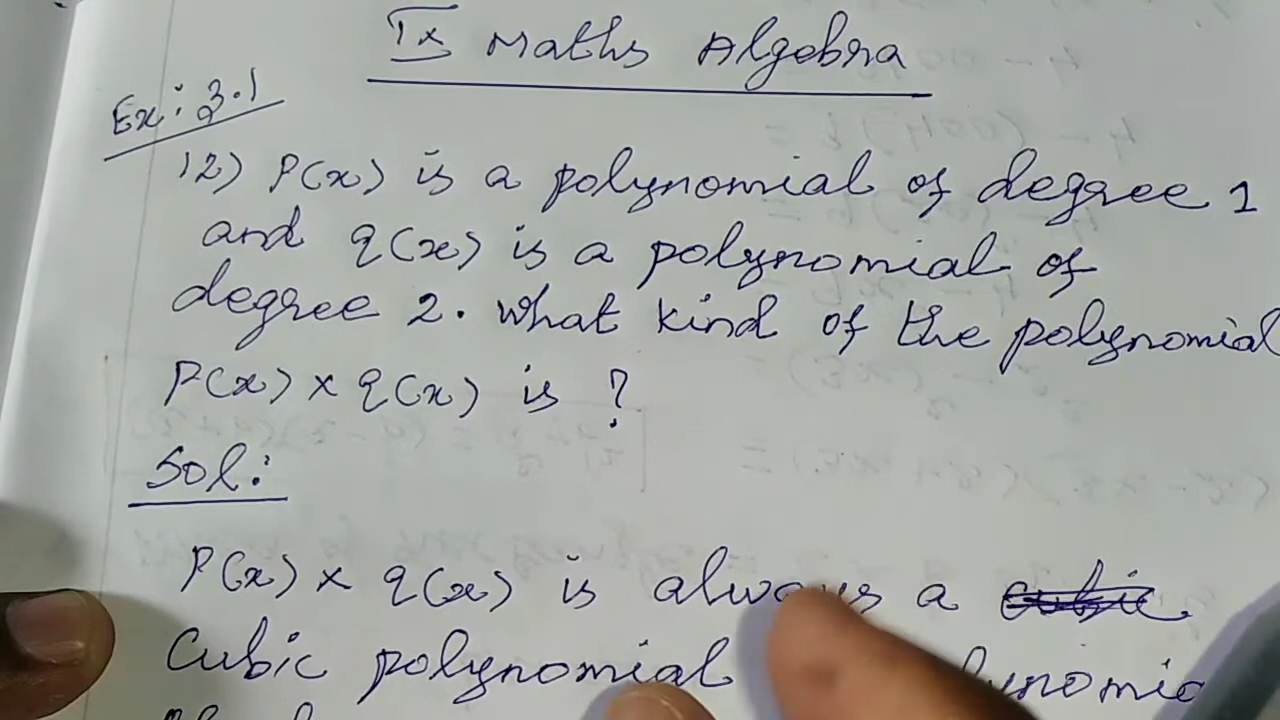 IX Maths Algebra
Ex: 3.1
12) P(x) is a polynomial of degree 1
and q(x) is a polynomial of
degree 2. What kind of the polynomial
P(x) × q(x) is ?
Sol:
P(x) × q(x) is always a cubic
Cubic polynomial